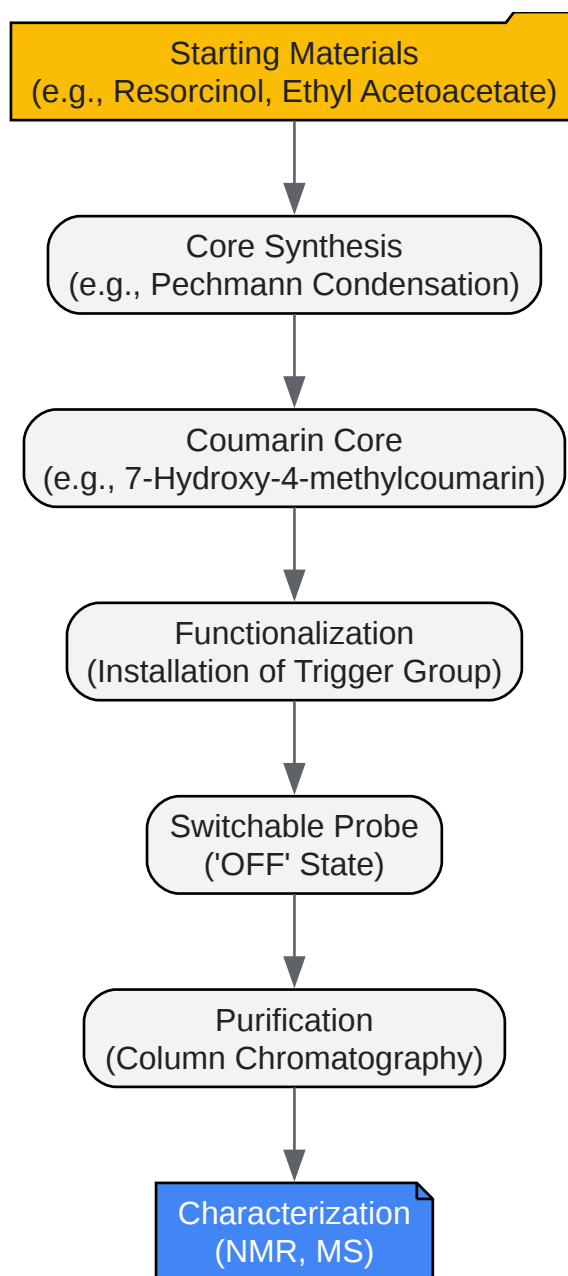 Starting Materials
(e.g., Resorcinol, Ethyl Acetoacetate)
Core Synthesis
(e.g., Pechmann Condensation)
Coumarin Core
(e.g., 7-Hydroxy-4-methylcoumarin)
Functionalization
(Installation of Trigger Group)
Switchable Probe
('OFF' State)
Purification
(Column Chromatography)
Characterization
(NMR, MS)